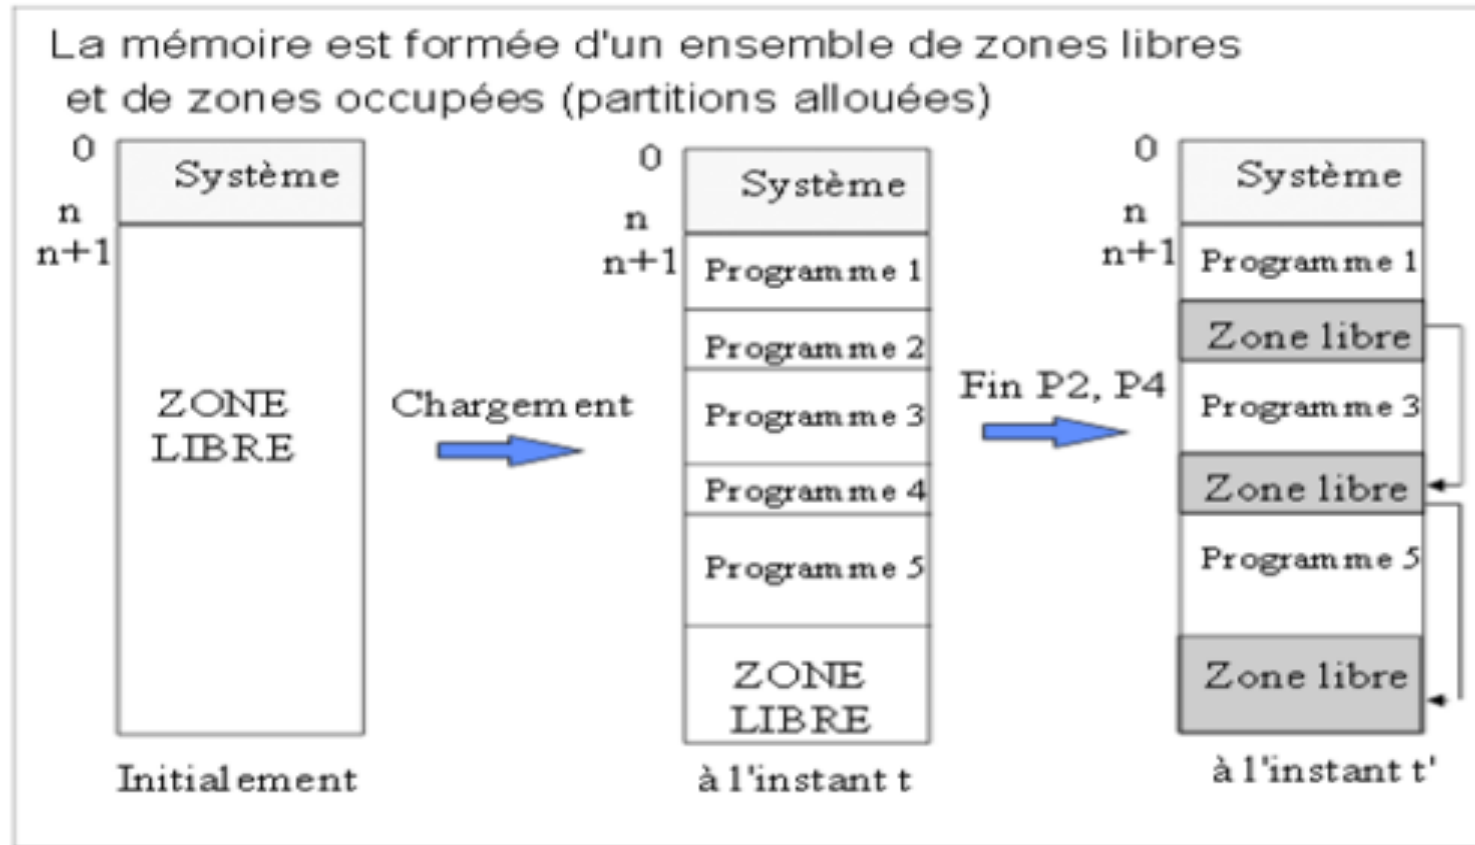 La mémoire est formée d'un ensemble de zones libres
et de zones occupées (partitions allouées)
0
Système
n
n+1
ZONE
LIBRE
Initialement
Chargement
0
Système
n
n+1
Programme 1
Programme 2
Programme 3
Programme 4
Programme 5
ZONE
LIBRE
à l'instant t
Fin P2, P4
0
Système
n
n+1
Programme 1
Zone libre
Programme 3
Zone libre
Programme 5
Zone libre
à l'instant t'